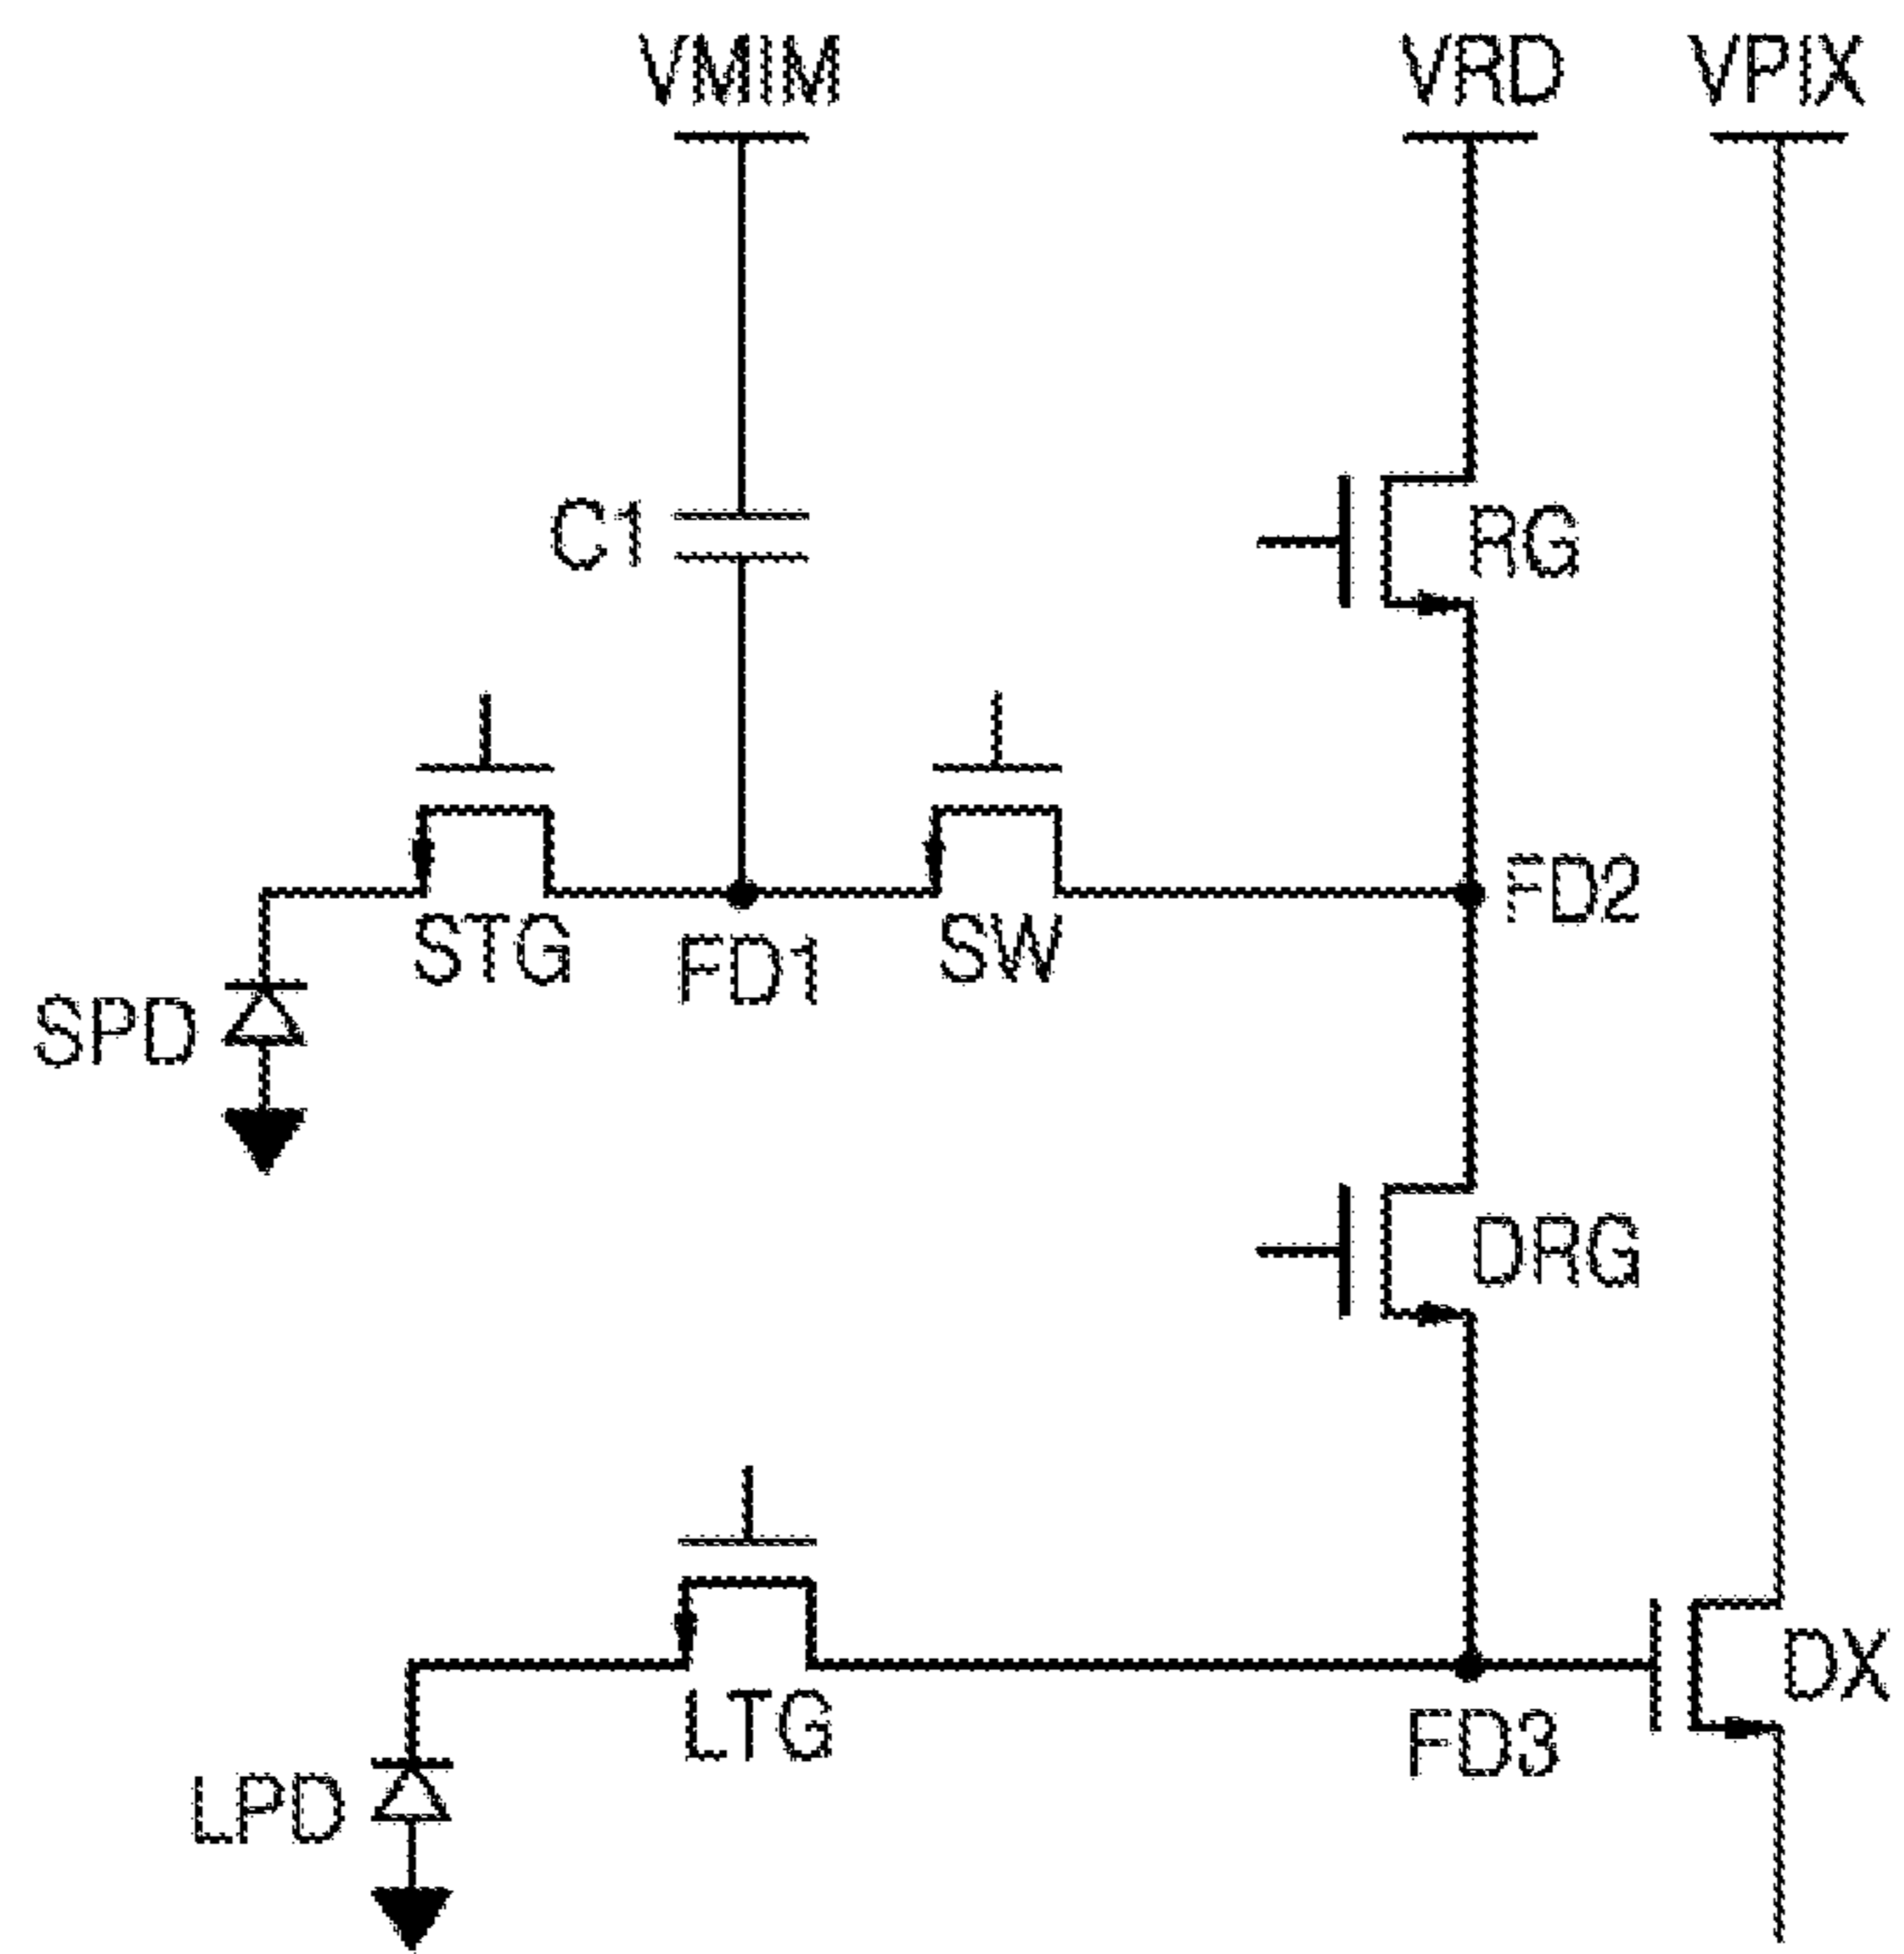 VMIM
VRD
VPIX
C1
RG
STG
FD1
SW
FD2
SPD
DRG
LTG
FD3
DX
LPD